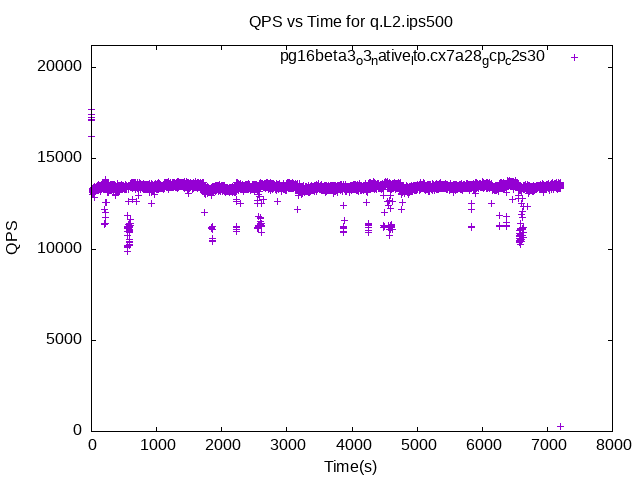 QPS vs Time for q.L2.ips500
pg16beta3_o3_native_lto.cx7a28_gcp_c2s30
20000
15000
10000
5000
0
QPS
0 1000 2000 3000 4000 5000 6000 7000 8000
Time(s)